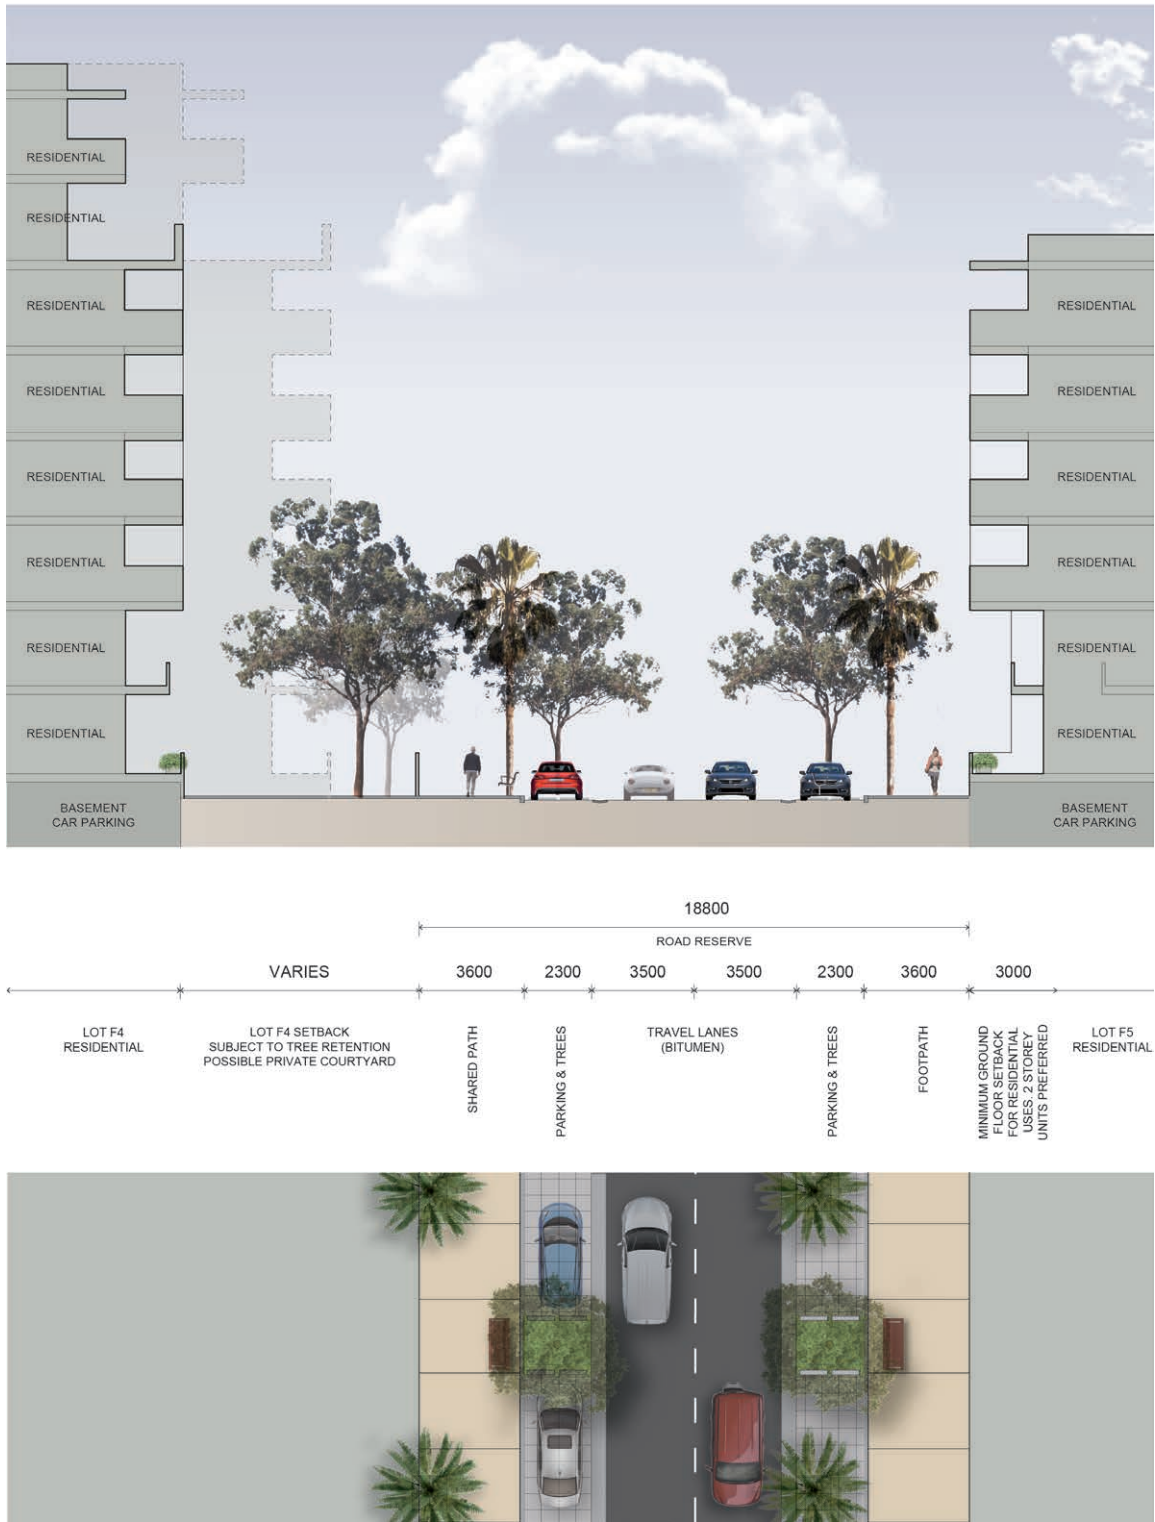 RESIDENTIAL
RESIDENTIAL
RESIDENTIAL
RESIDENTIAL
RESIDENTIAL
RESIDENTIAL
RESIDENTIAL
RESIDENTIAL
BASEMENT
CAR PARKING
RESIDENTIAL
RESIDENTIAL
RESIDENTIAL
RESIDENTIAL
RESIDENTIAL
RESIDENTIAL
BASEMENT
CAR PARKING
18800
ROAD RESERVE
VARIES
3600
2300
3500
3500
2300
3600
3000
LOT F4
RESIDENTIAL
LOT F4 SETBACK
SUBJECT TO TREE RETENTION
POSSIBLE PRIVATE COURTYARD
SHARED PATH
PARKING & TREES
TRAVEL LANES
(BITUMEN)
PARKING & TREES
FOOTPATH
MINIMUM GROUND
FLOOR SETBACK
FOR RESIDENTIAL
USES. 2 STOREY
UNITS PREFERRED
LOT F5
RESIDENTIAL